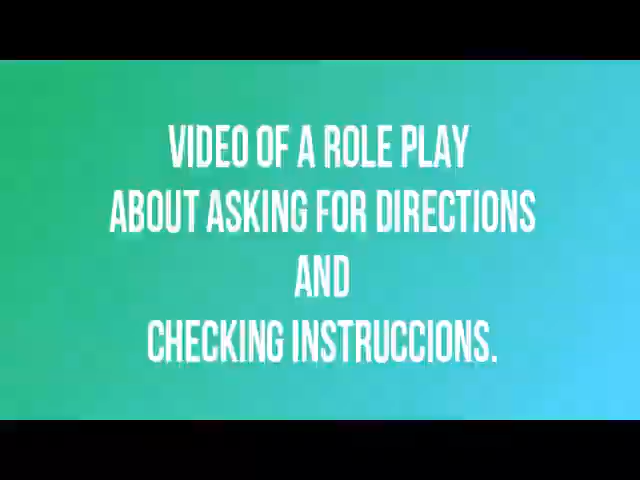 VIDEO OF A ROLE PLAY
ABOUT ASKING FOR DIRECTIONS
AND
CHECKING INSTRUCCIONS.